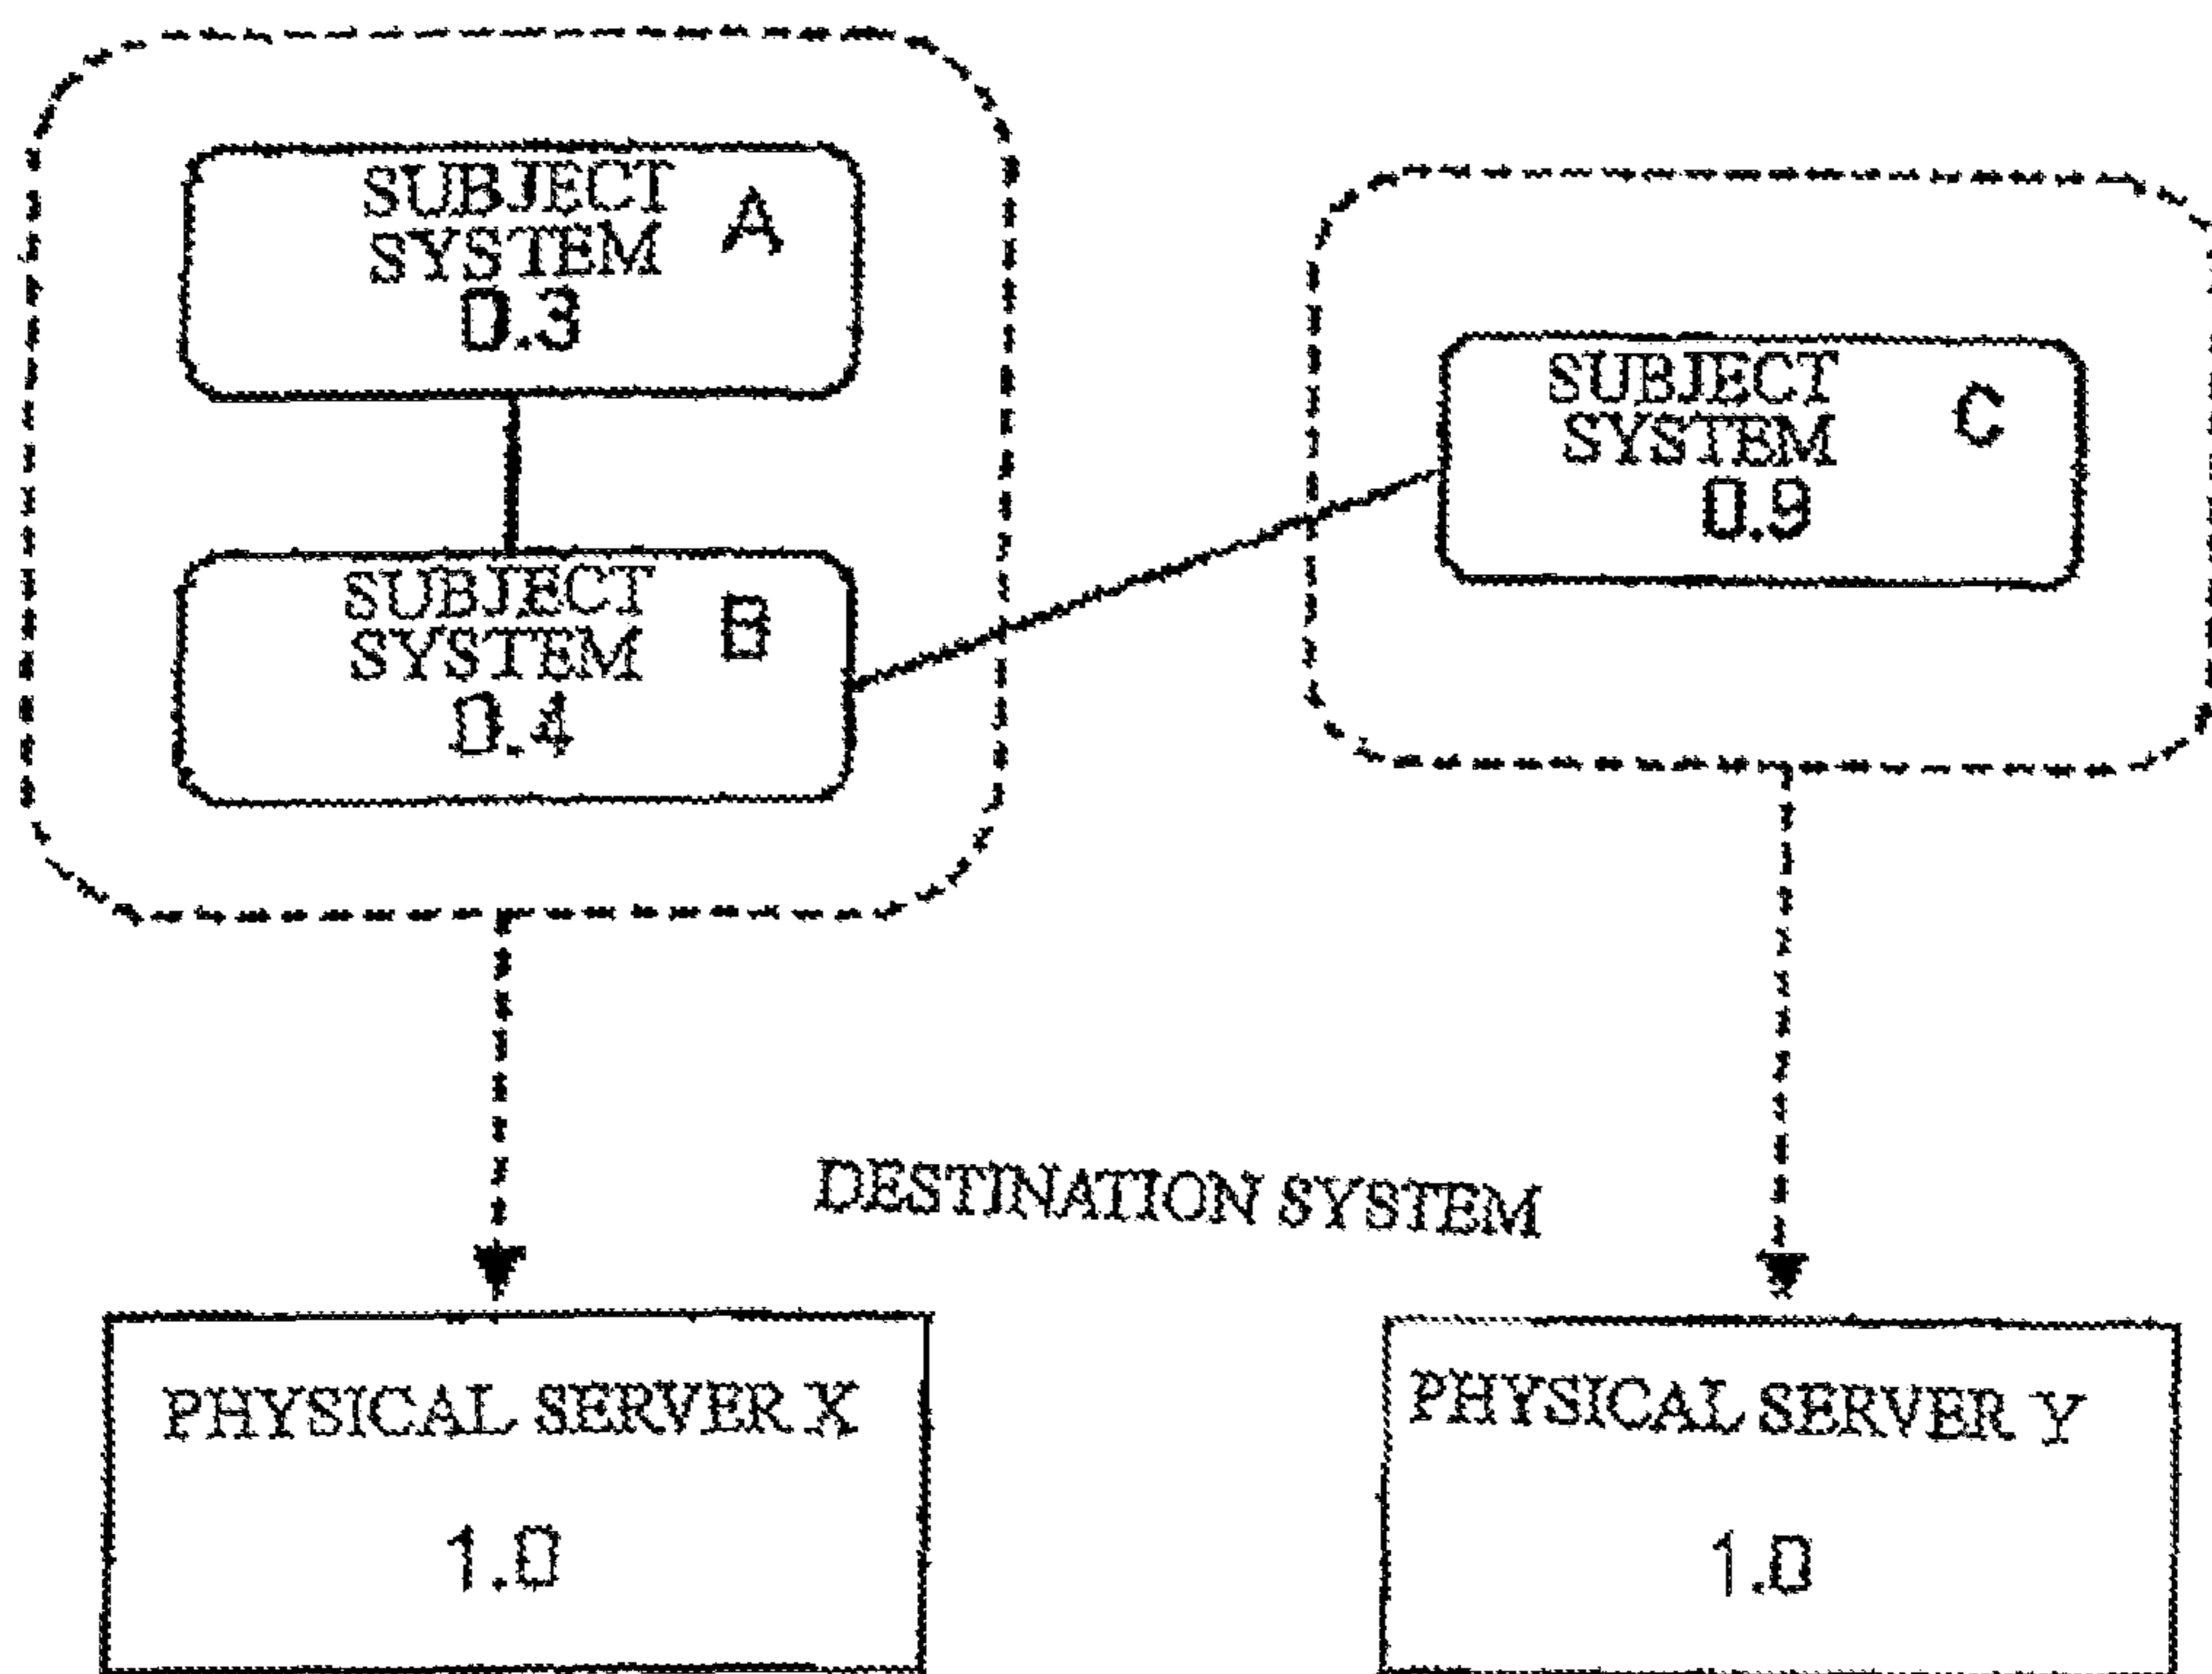 SUBJECT
SYSTEM A
0.3
SUBJECT
SYSTEM B
0.4
SUBJECT
SYSTEM C
0.9
DESTINATION SYSTEM
PHYSICAL SERVER X
1.0
PHYSICAL SERVER Y
1.0